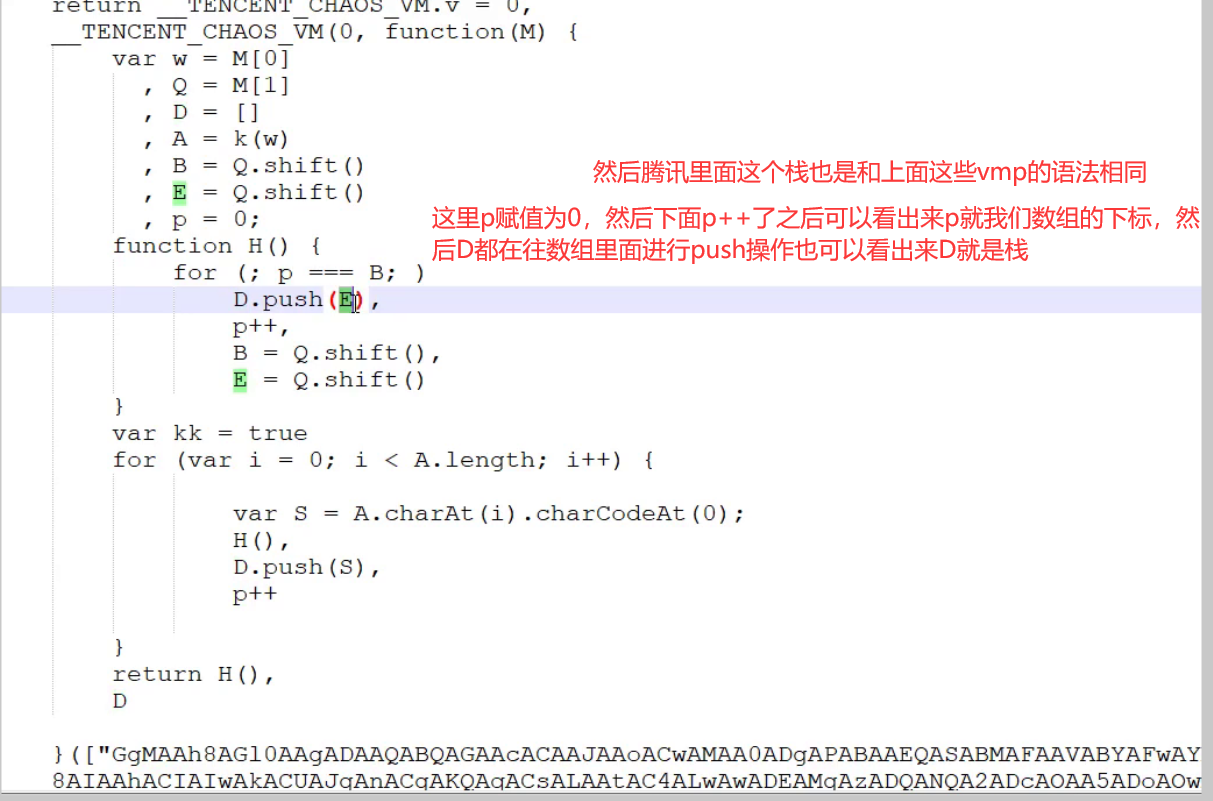 return __TENCENT_CHAOS_VM.v = 0,
__TENCENT_CHAOS_VM(0, function(M) {
var w = M[0]
, Q = M[1]
, D = []
, A = k(w)
, B = Q.shift()
, E = Q.shift()
, p = 0;
然后腾讯里面这个栈也是和上面这些vmp的语法相同
这里p赋值为0，然后下面p++了之后可以看出来p就我们数组的下标，然
后D都在往数组里面进行push操作也可以看出来D就是栈
function H() {
for (; p === B; )
D.push(E),
p++,
B = Q.shift(),
E = Q.shift()
}
var kk = true
for (var i = 0; i < A.length; i++) {
var S = A.charAt(i).charCodeAt(0);
H(),
D.push(S),
p++
}
return H(),
D
}(["GgMAAh8AGl0AAgADAAQABQAGAAcACAAJAAoACwAMAA0ADgAPABAAEQASABMAFAAVABYAFwAY
8AIAAhACIAIwAkACUAJgAnACgAKQAqACsALAAtAC4ALwAwADEAMgAzADQANQA2ADcAOAA5ADoAOw